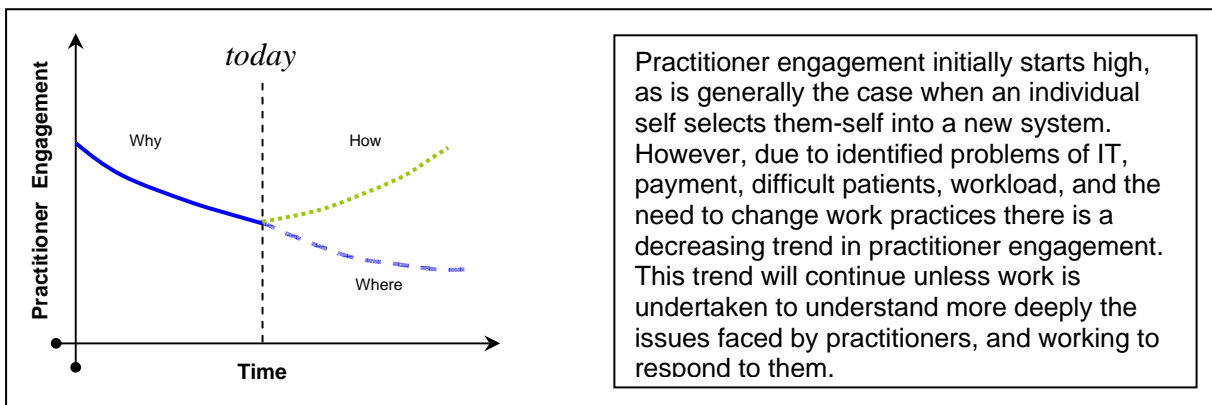 today
Why
How
Where
Practitioner Engagement
Time
Practitioner engagement initially starts high,
as is generally the case when an individual
self selects them-self into a new system.
However, due to identified problems of IT,
payment, difficult patients, workload, and the
need to change work practices there is a
decreasing trend in practitioner engagement.
This trend will continue unless work is
undertaken to understand more deeply the
issues faced by practitioners, and working to
respond to them.